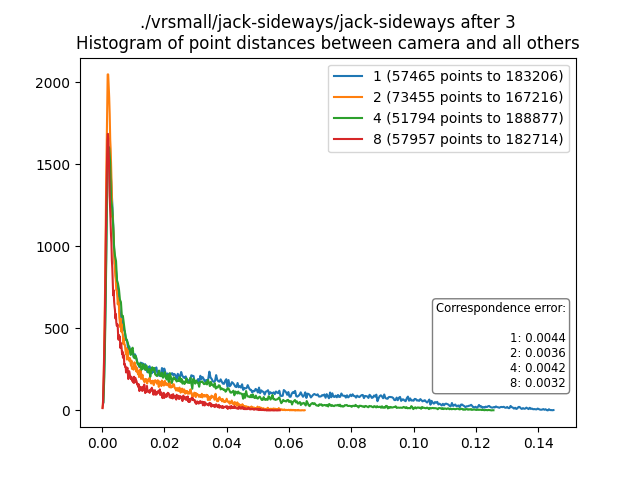 ./vrsmall/jack-sideways/jack-sideways after 3
Histogram of point distances between camera and all others
2000
1500
1000
500
0
0.00 0.02 0.04 0.06 0.08 0.10 0.12 0.14
1 (57465 points to 183206)
2 (73455 points to 167216)
4 (51794 points to 188877)
8 (57957 points to 182714)
Correspondence error:
1: 0.0044
2: 0.0036
4: 0.0042
8: 0.0032